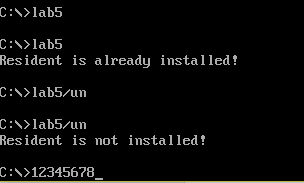 C:\>lab5
C:\>lab5
Resident is already installed!
C:\>lab5/un
C:\>lab5/un
Resident is not installed!
C:\>12345678_